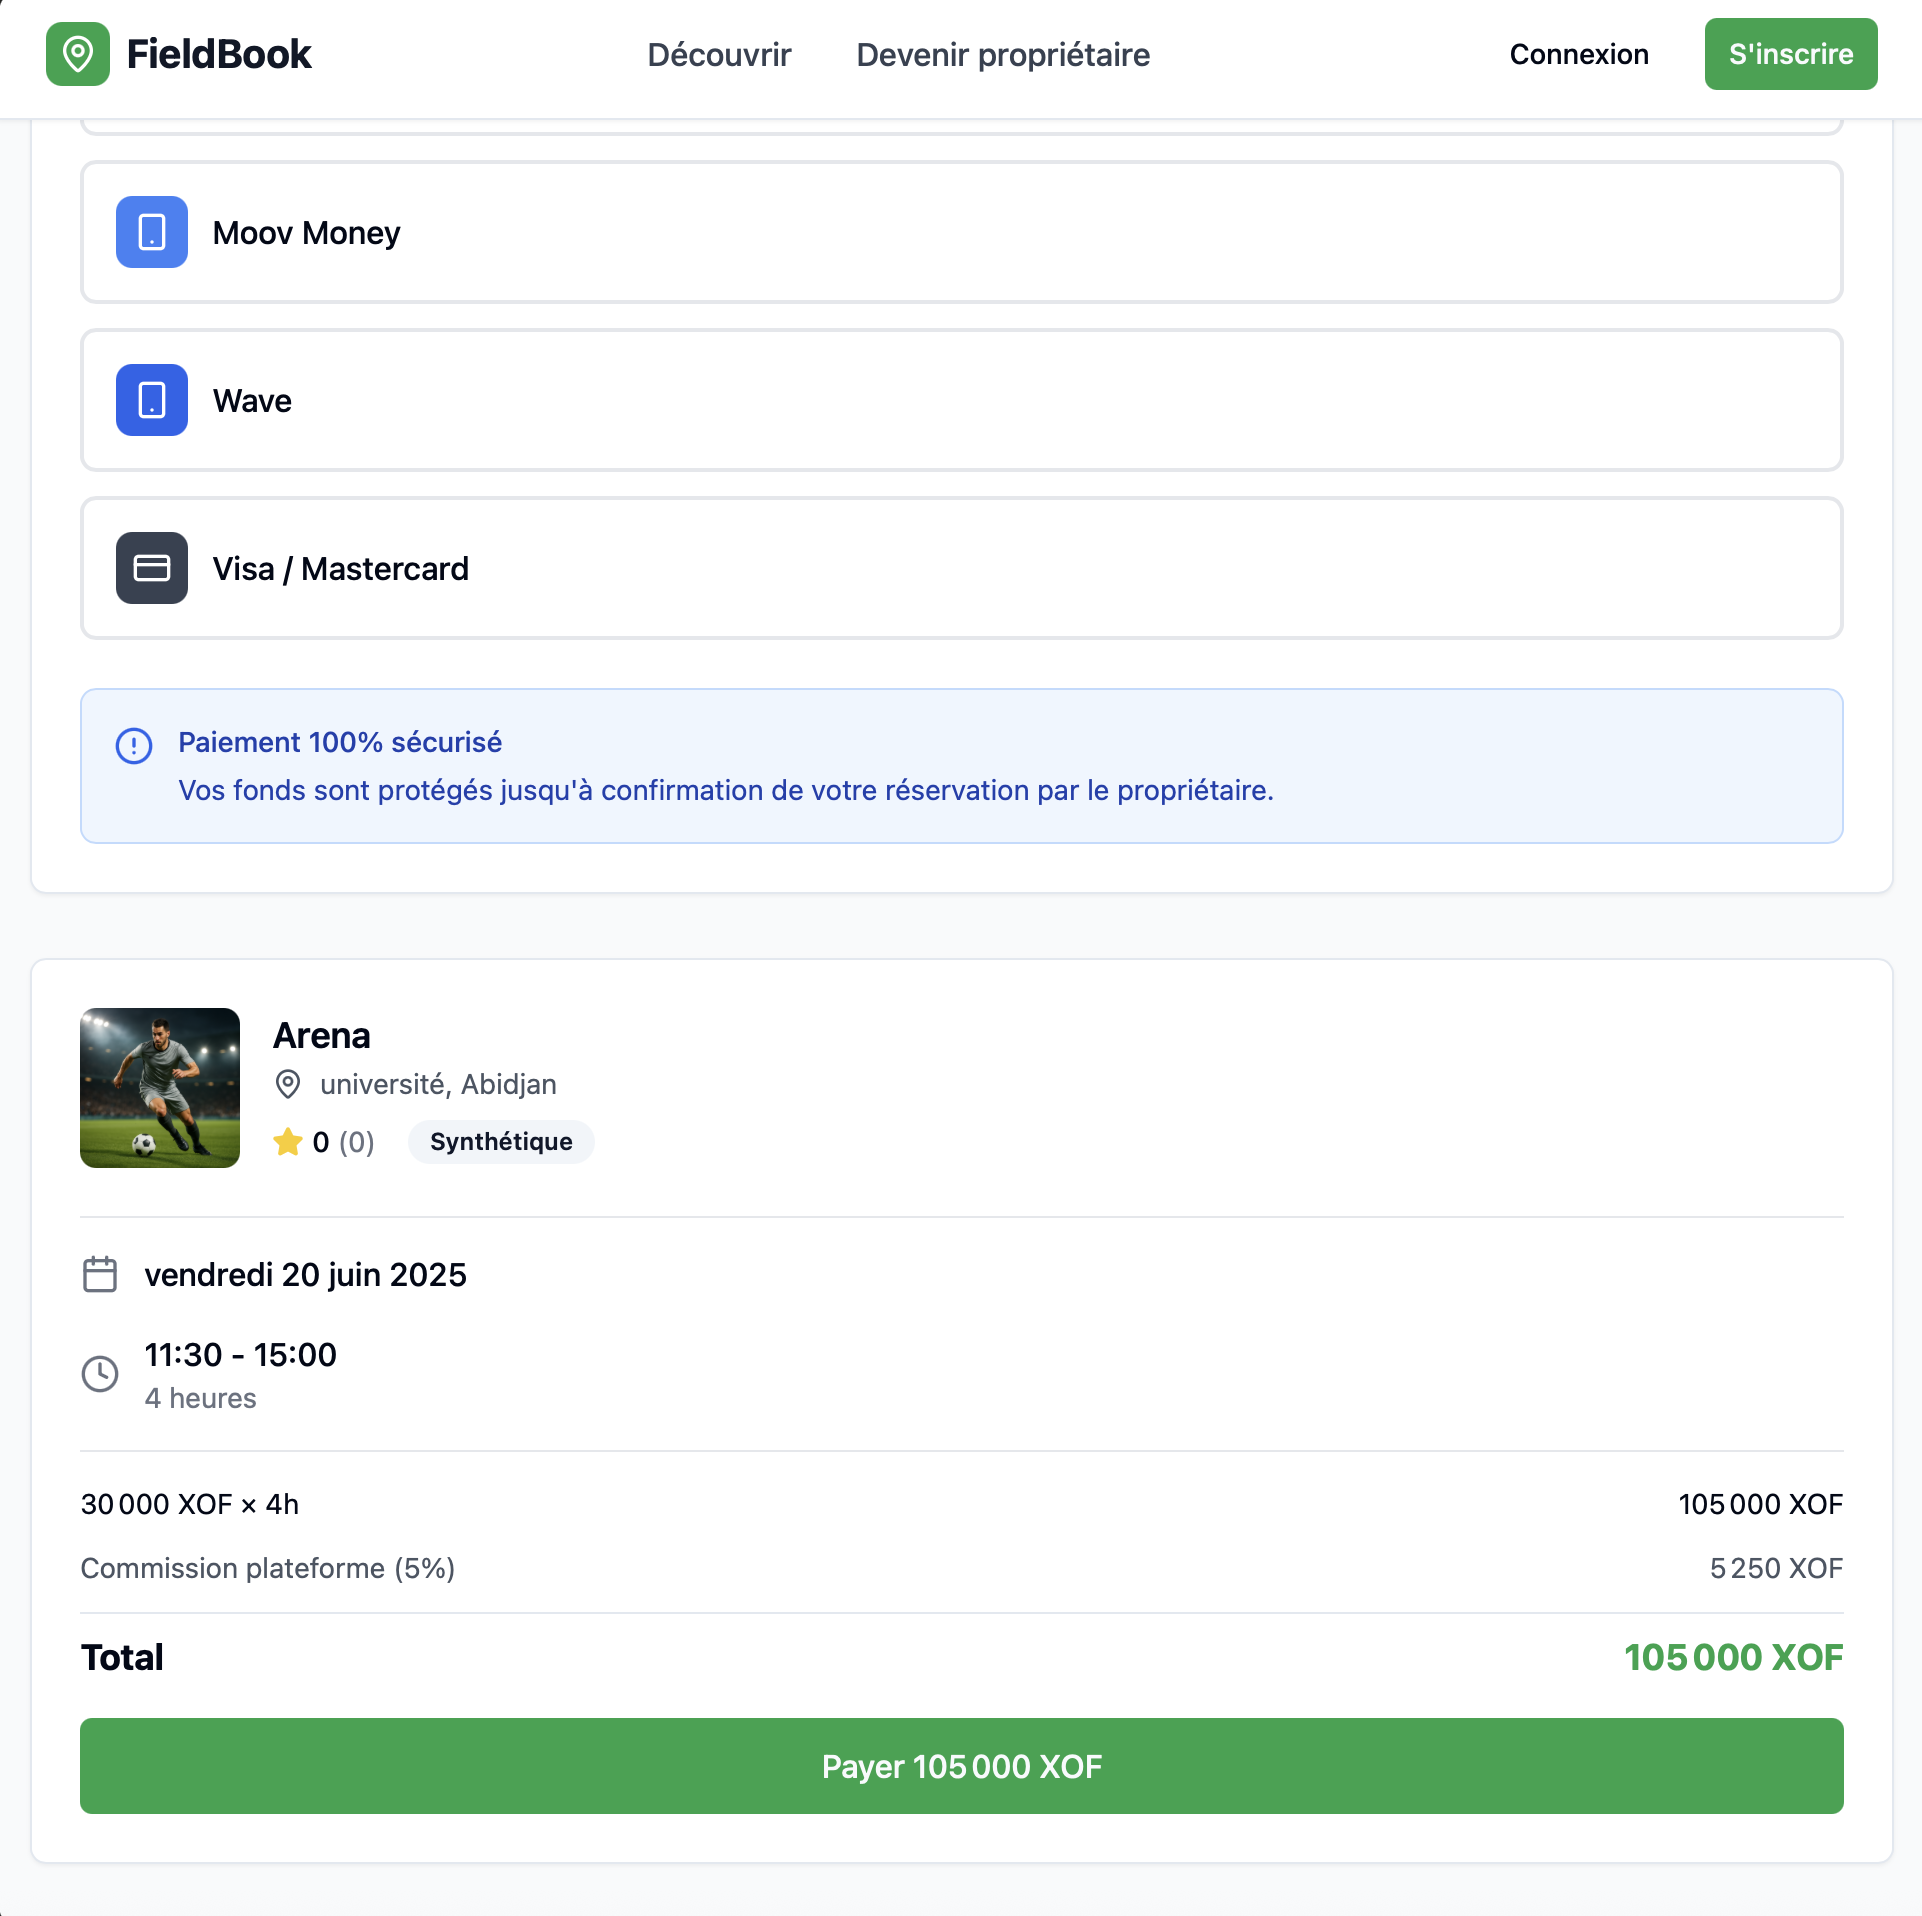 FieldBook
Découvrir
Devenir propriétaire
Connexion
S'inscrire
Moov Money
Wave
Visa / Mastercard
Paiement 100% sécurisé
Vos fonds sont protégés jusqu'à confirmation de votre réservation par le propriétaire.
Arena
université, Abidjan
0 (0) Synthétique
vendredi 20 juin 2025
11:30 - 15:00
4 heures
30 000 XOF × 4h 105 000 XOF
Commission plateforme (5%) 5 250 XOF
Total 105 000 XOF
Payer 105 000 XOF